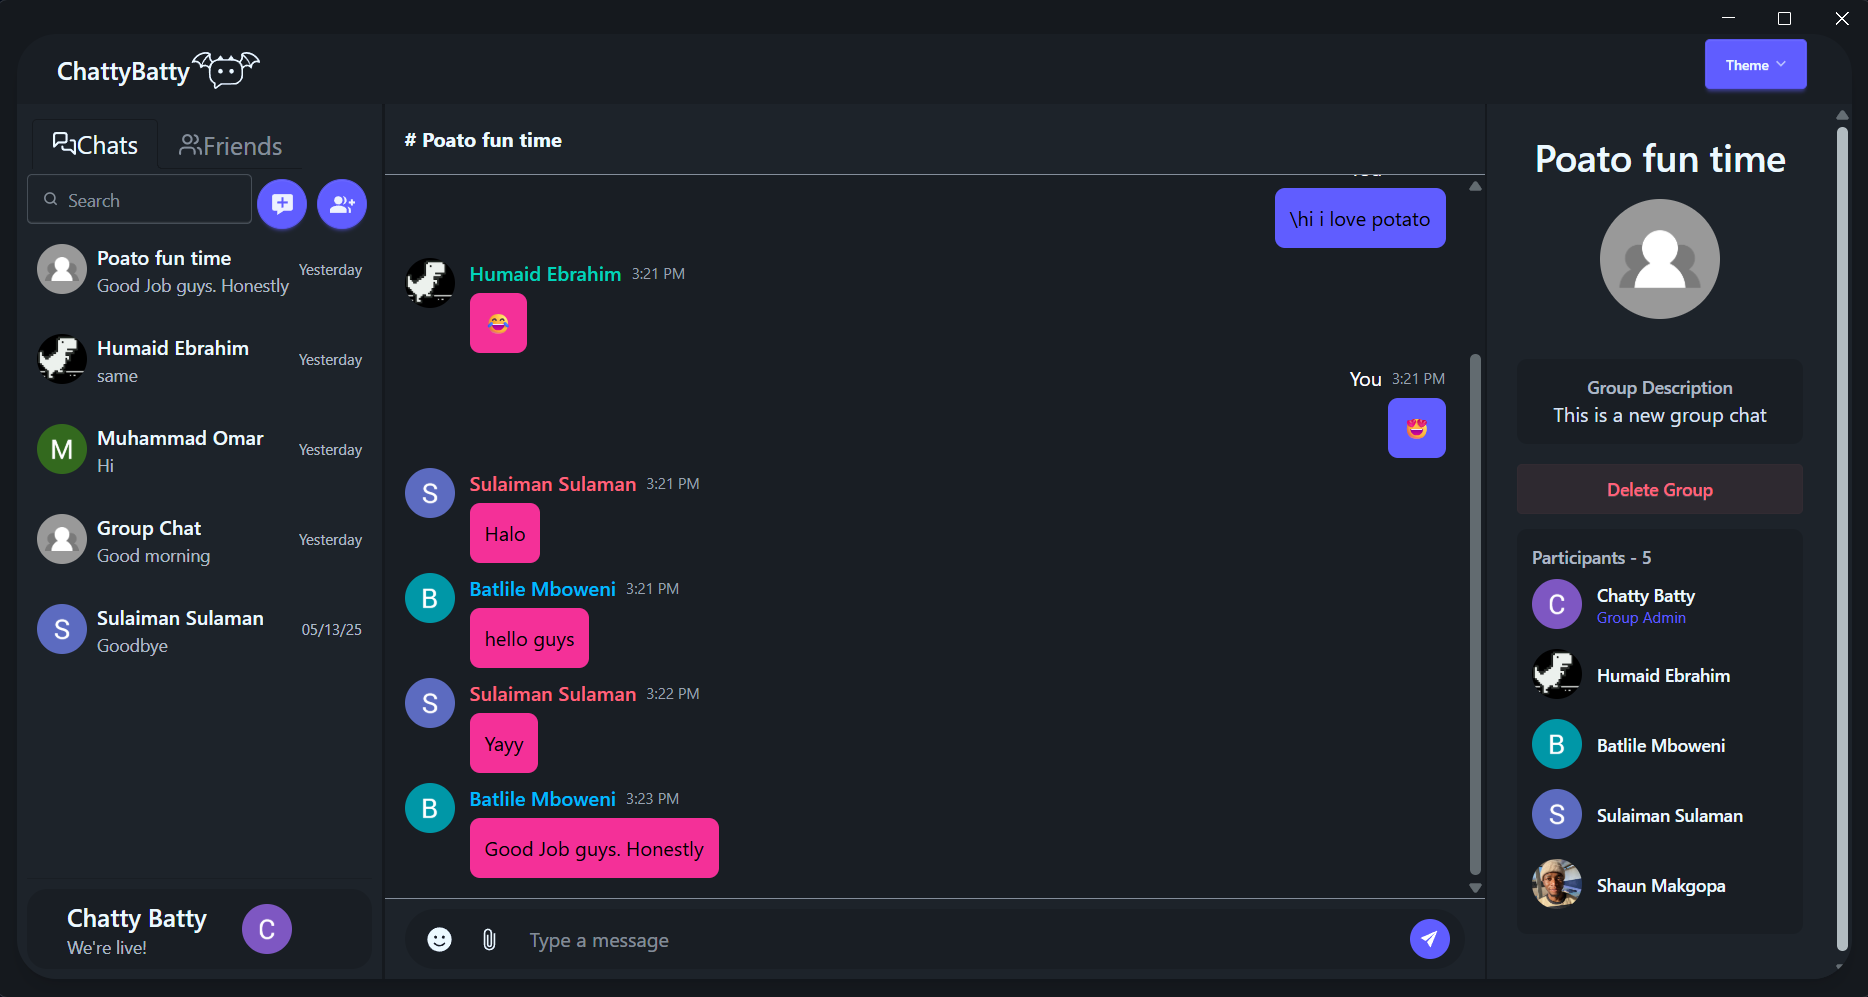 ChattyBatty
Theme
Chats
Friends
Search
Poato fun time
Good Job guys. Honestly
Yesterday
Humaid Ebrahim
same
Yesterday
M
Muhammad Omar
Hi
Yesterday
Group Chat
Good morning
Yesterday
S
Sulaiman Sulaman
Goodbye
05/13/25
Chatty Batty
We're live!
C
# Poato fun time
\hi i love potato
Humaid Ebrahim 3:21 PM
😂
You 3:21 PM
😍
S
Sulaiman Sulaman 3:21 PM
Halo
B
Batlile Mboweni 3:21 PM
hello guys
S
Sulaiman Sulaman 3:22 PM
Yayy
B
Batlile Mboweni 3:23 PM
Good Job guys. Honestly
Type a message
Poato fun time
Group Description
This is a new group chat
Delete Group
Participants - 5
C
Chatty Batty
Group Admin
Humaid Ebrahim
B
Batlile Mboweni
S
Sulaiman Sulaman
Shaun Makgopa